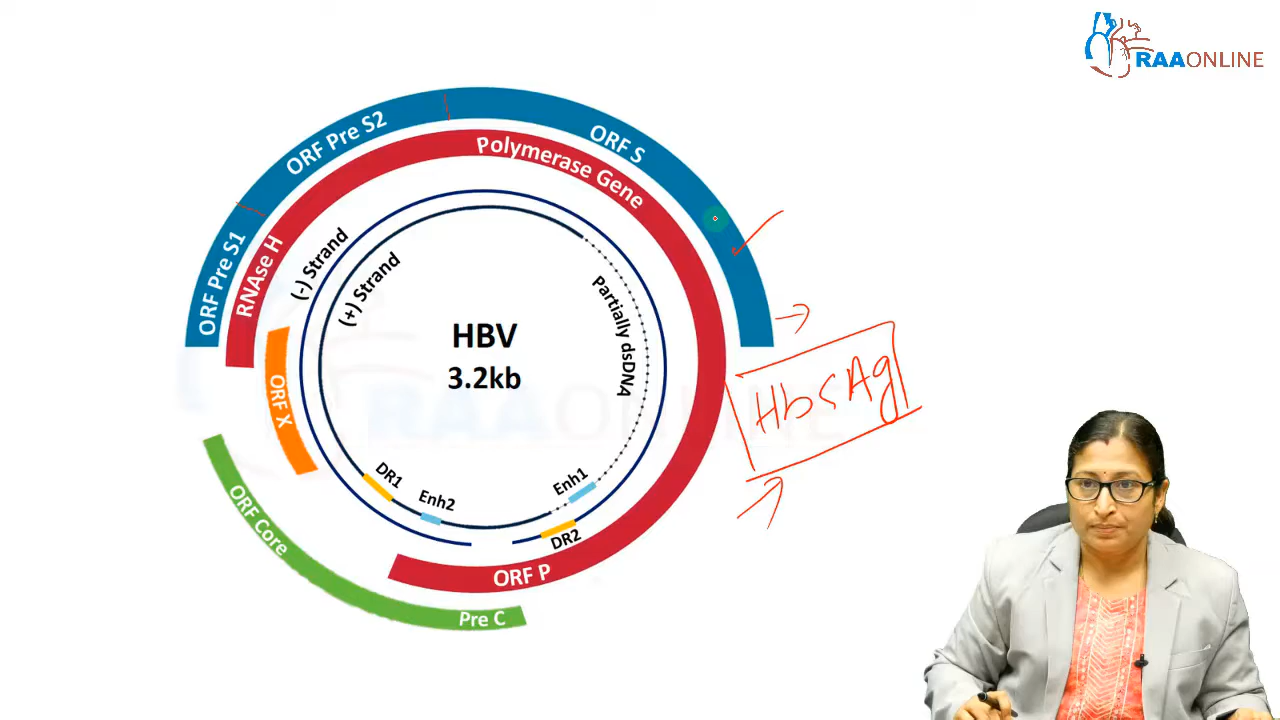 RAAONLINE
ORF Pre S1
ORF Pre S2
ORF S
RNAse H
Polymerase Gene
(-) Strand
(+) Strand
Partially dsDNA
HBV
3.2kb
HbsAg
ORF X
RAAONLINE
DR1
Enh2
Enh1
DR2
ORF Core
ORF P
Pre C